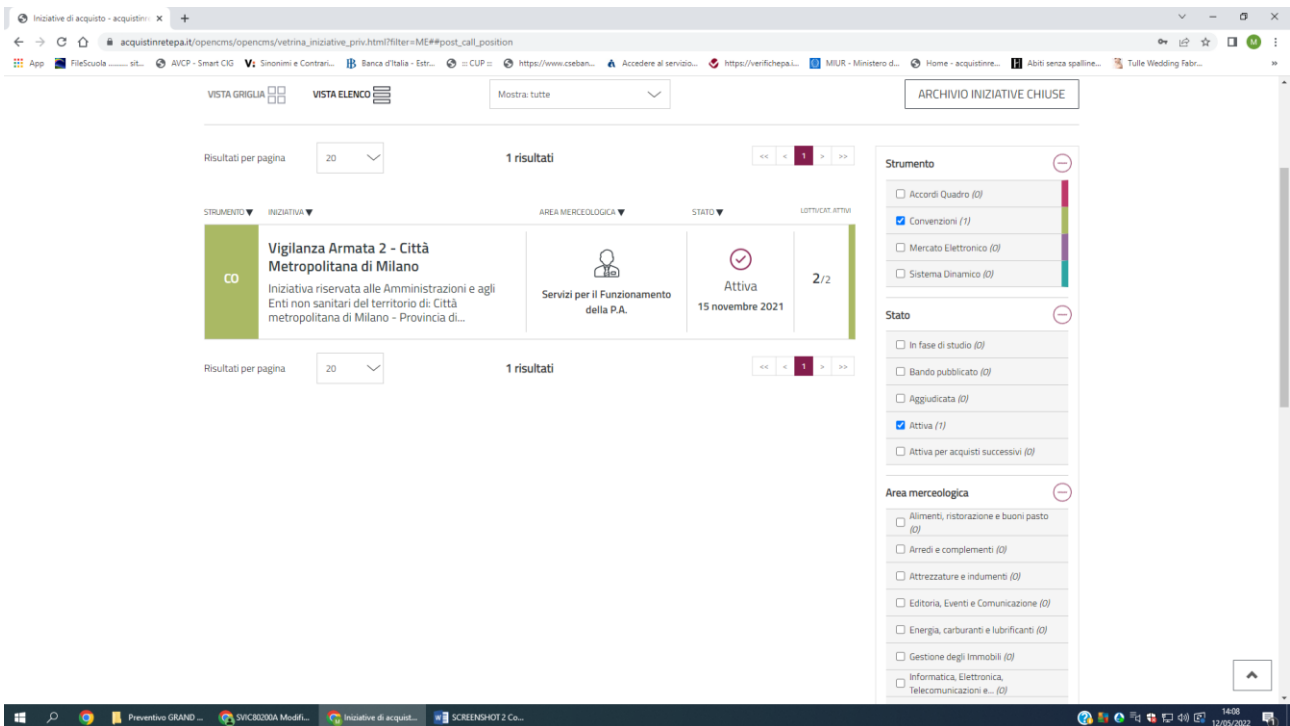 Iniziative di acquisto - acquistinre
acquistinretepa.it/opencms/opencms/vetrina_iniziative_priv.html?filter=ME##post_call_position
App FileScuola ......... sit... AVCP - Smart CIG Sinonimi e Contrari... Banca d'Italia - Estr... ::: CUP ::: https://www.cseban... Accedere al servizio... https://verifichepa.i... MIUR - Ministero d... Home - acquistinre... Abiti senza spalline... Tulle Wedding Fabr... »
VISTA GRIGLIA VISTA ELENCO Mostra: tutte ARCHIVIO INIZIATIVE CHIUSE
Risultati per pagina 20 1 risultati << < 1 > >>
STRUMENTO ▼ INIZIATIVA ▼ AREA MERCEOLOGICA ▼ STATO ▼ LOTTI/CAT. ATTIVI
CO
Vigilanza Armata 2 - Città
Metropolitana di Milano
Iniziativa riservata alle Amministrazioni e agli
Enti non sanitari del territorio di: Città
metropolitana di Milano - Provincia di...
Servizi per il Funzionamento
della P.A.
Attiva
15 novembre 2021
2/2
Risultati per pagina 20 1 risultati << < 1 > >>
Strumento
Accordi Quadro (0)
Convenzioni (1)
Mercato Elettronico (0)
Sistema Dinamico (0)
Stato
In fase di studio (0)
Bando pubblicato (0)
Aggiudicata (0)
Attiva (1)
Attiva per acquisti successivi (0)
Area merceologica
Alimenti, ristorazione e buoni pasto
(0)
Arredi e complementi (0)
Attrezzature e indumenti (0)
Editoria, Eventi e Comunicazione (0)
Energia, carburanti e lubrificanti (0)
Gestione degli Immobili (0)
Informatica, Elettronica,
Telecomunicazioni e... (0)
Preventivo GRAND ... SVIC80200A Modifi... Iniziative di acquist... SCREENSHOT 2 Co...
14:08
12/05/2022